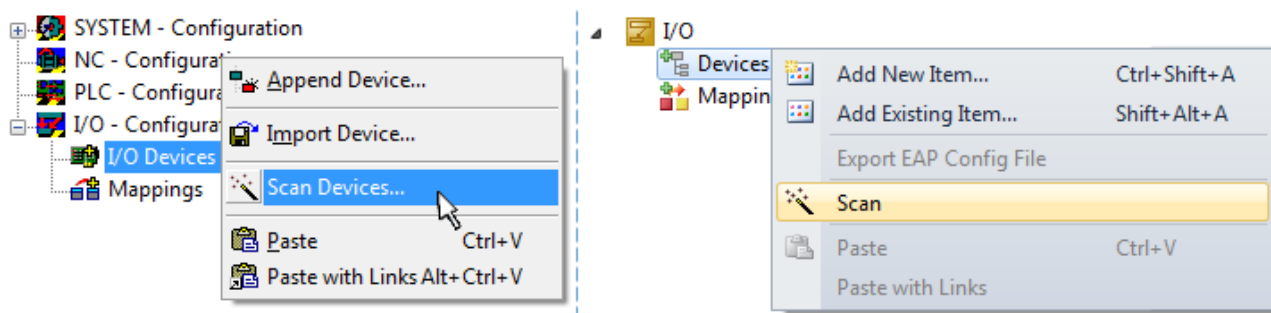 SYSTEM - Configuration
NC - Configurat
PLC - Configura
I/O - Configurat
I/O Devices
Mappings
Append Device...
Import Device...
Scan Devices...
Paste Ctrl+V
Paste with Links Alt+Ctrl+V
I/O
Devices
Mappin
Add New Item... Ctrl+Shift+A
Add Existing Item... Shift+Alt+A
Export EAP Config File
Scan
Paste Ctrl+V
Paste with Links